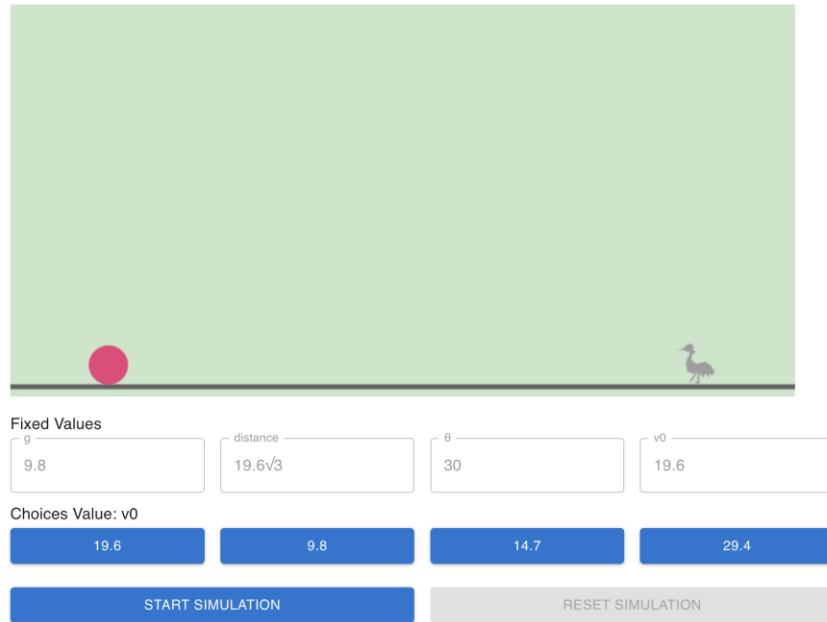 Fixed Values
g distance θ v0
9.8 19.6√3 30 19.6
Choices Value: v0
19.6 9.8 14.7 29.4
START SIMULATION RESET SIMULATION